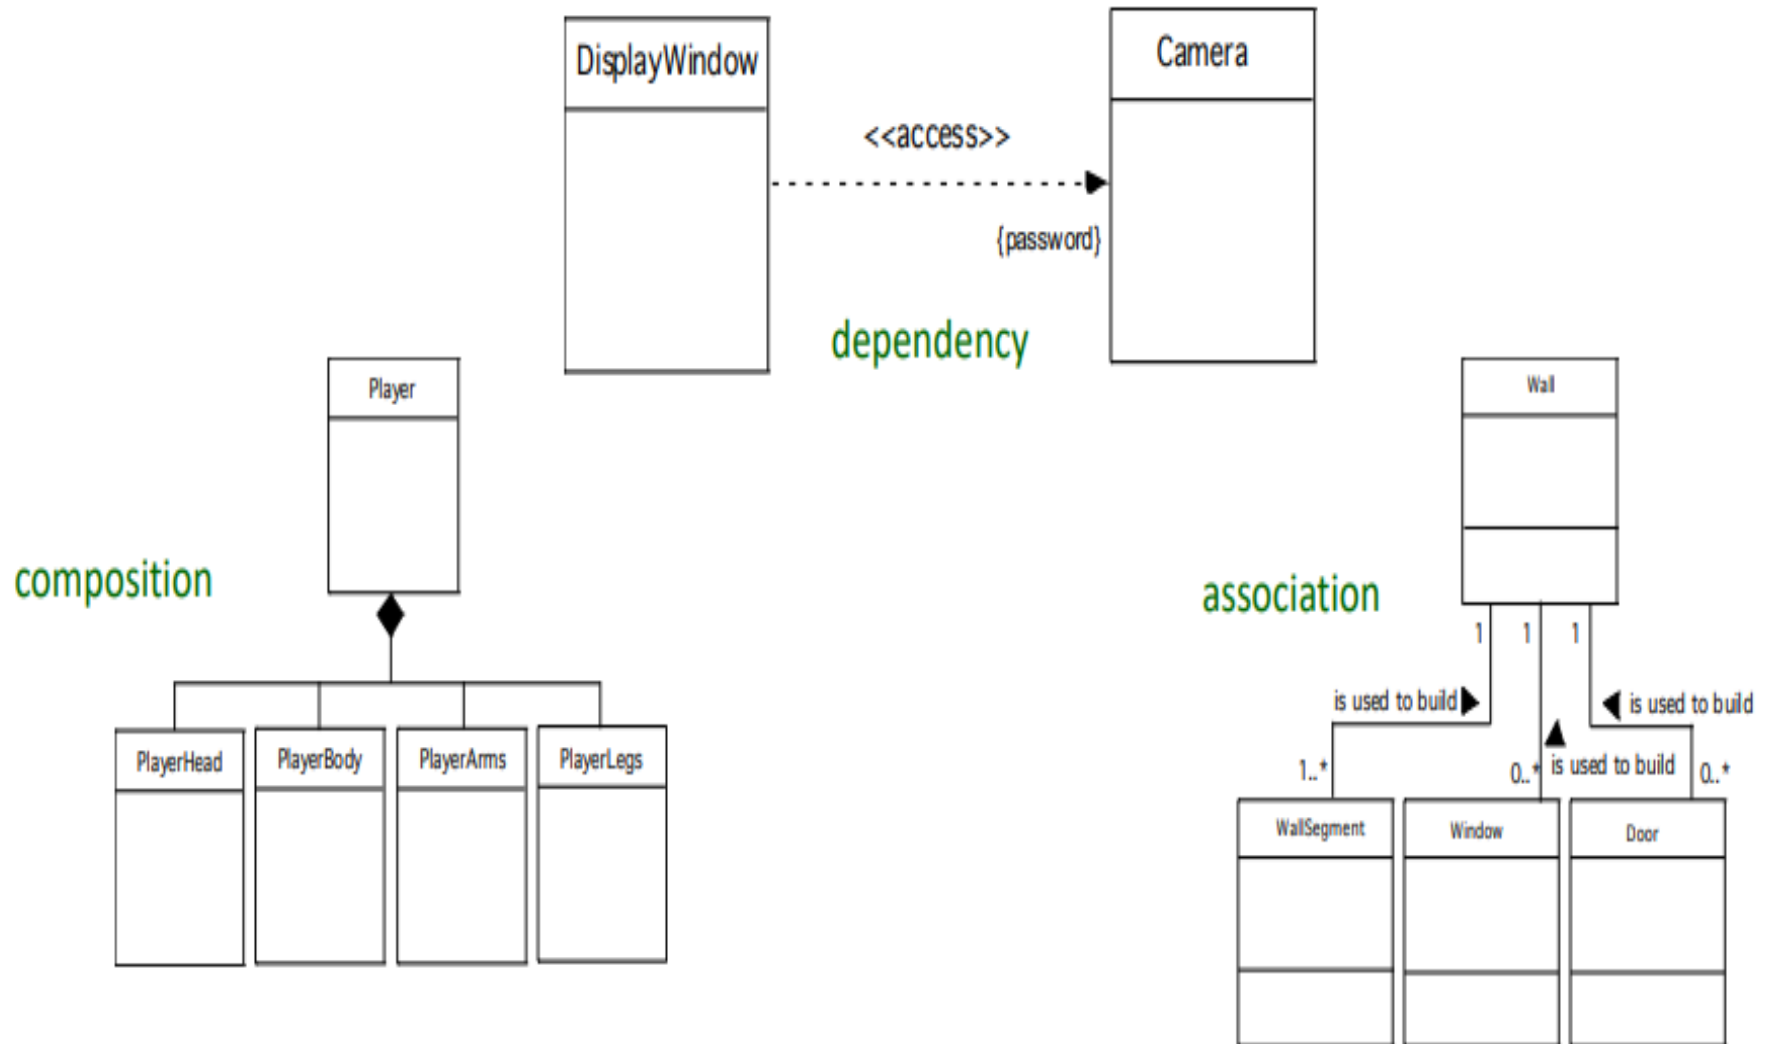 DisplayWindow
Camera
<<access>>
{password}
dependency
Player
composition
PlayerHead
PlayerBody
PlayerArms
PlayerLegs
Wall
association
1
1
1
is used to build
is used to build
is used to build
1..*
0..*
0..*
WallSegment
Window
Door